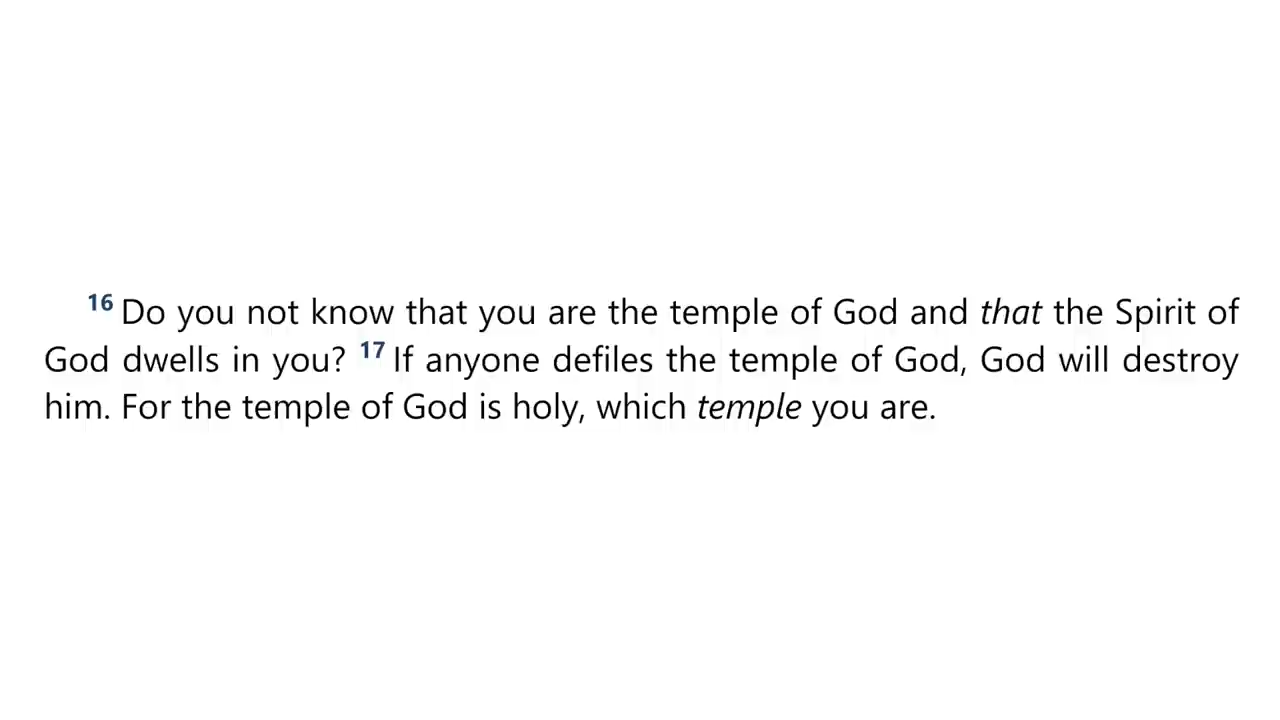 16 Do you not know that you are the temple of God and that the Spirit of
God dwells in you? 17 If anyone defiles the temple of God, God will destroy
him. For the temple of God is holy, which temple you are.